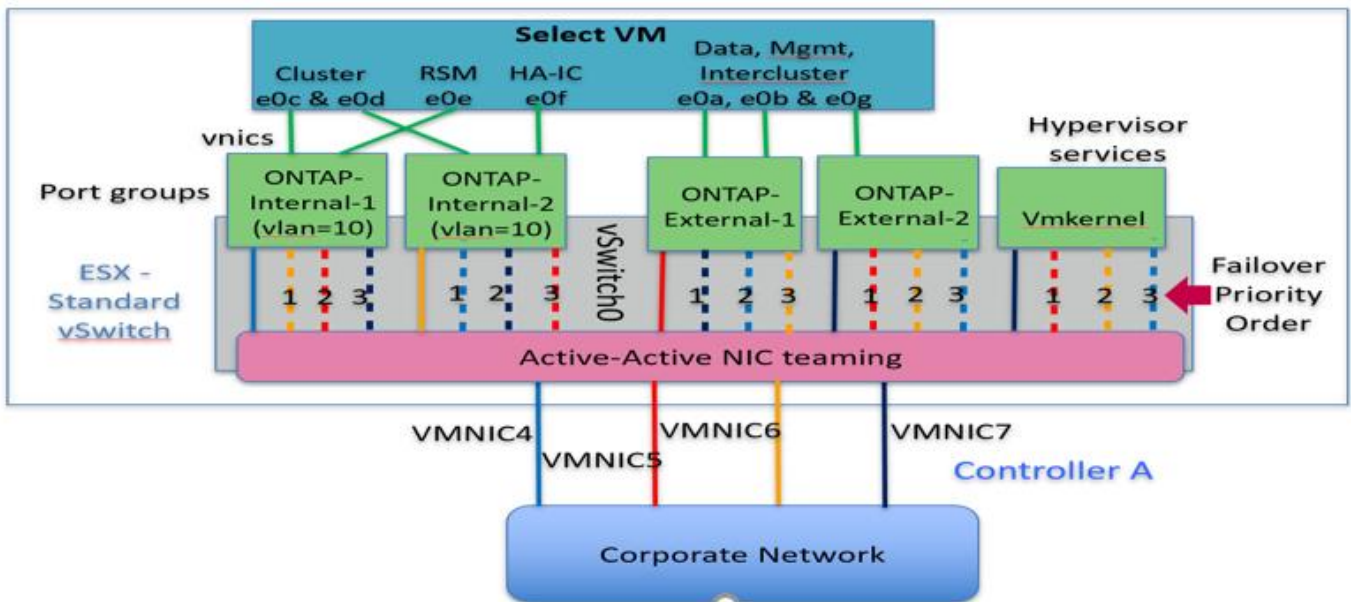 Select VM
Cluster
e0c & e0d
RSM
e0e
HA-IC
e0f
Data, Mgmt,
Intercluster
e0a, e0b & e0g
vnics
Hypervisor
services
Port groups
ONTAP-
Internal-1
(vlan=10)
ONTAP-
Internal-2
(vlan=10)
vSwitch0
ONTAP-
External-1
ONTAP-
External-2
Vmkernel
ESX -
Standard
vSwitch
1 2 3
1 2 3
1 2 3
1 2 3
1 2 3
Failover
Priority
Order
Active-Active NIC teaming
VMNIC4
VMNIC5
VMNIC6
VMNIC7
Controller A
Corporate Network